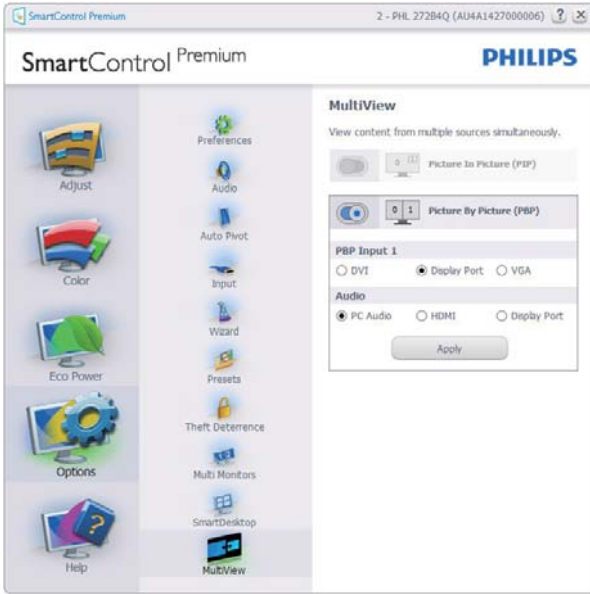 SmartControl Premium
2 - PHL 272B4Q (AU4A1427000006) ? X
SmartControl Premium
PHILIPS
Adjust
Color
Eco Power
Options
?
Help
Preferences
Audio
Auto Pivot
Input
Wizard
Presets
Theft Deterrence
Multi Monitors
SmartDesktop
MultiView
MultiView
View content from multiple sources simultaneously.
0 [1] Picture In Picture (PIP)
0 1 Picture By Picture (PBP)
PBP Input 1
DVI Display Port VGA
Audio
PC Audio HDMI Display Port
Apply